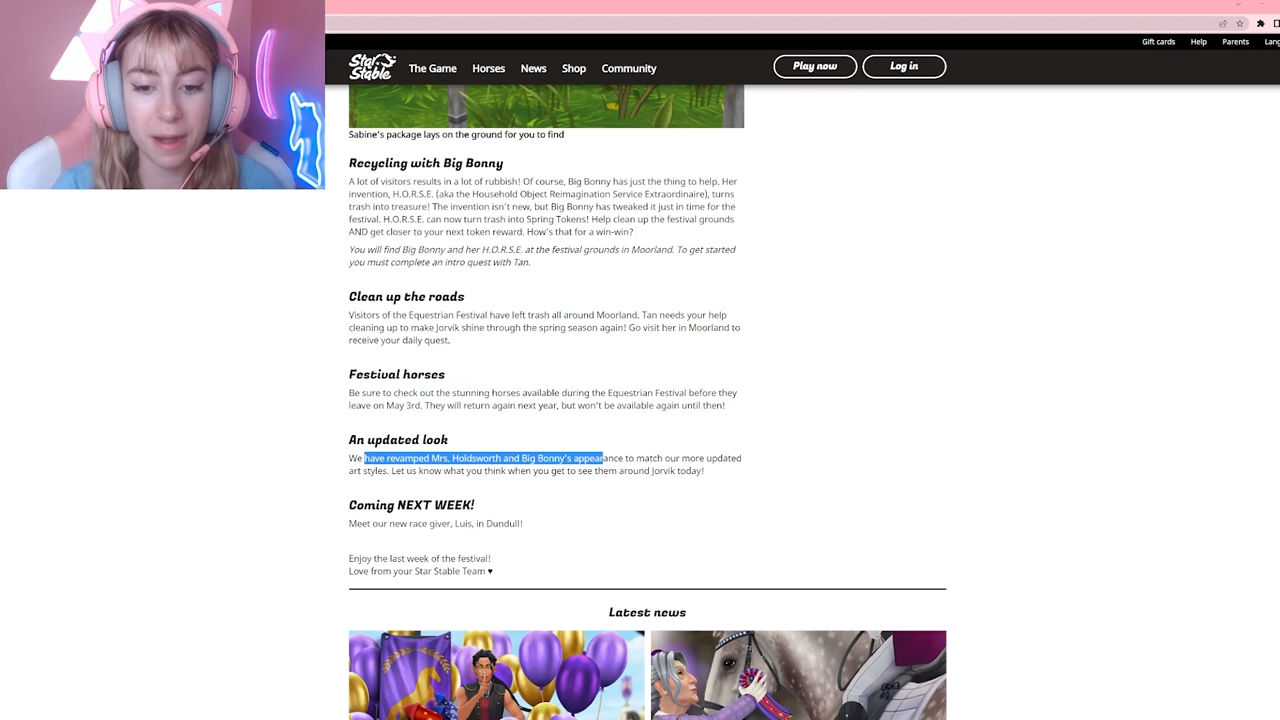 Gift cards Help Parents
Star Stable The Game Horses News Shop Community Play now Log in
Sabine's package lays on the ground for you to find
Recycling with Big Bonny
A lot of visitors results in a lot of rubbish! Of course, Big Bonny has just the thing to help. Her
invention, H.O.R.S.E. (aka the Household Object Reimagination Service Extraordinaire), turns
trash into treasure! The invention isn't new, but Big Bonny has tweaked it just in time for the
festival. H.O.R.S.E. can now turn trash into Spring Tokens! Help clean up the festival grounds
AND get closer to your next token reward. How's that for a win-win?
You will find Big Bonny and her H.O.R.S.E. at the festival grounds in Moorland. To get started
you must complete an intro quest with Tan.
Clean up the roads
Visitors of the Equestrian Festival have left trash all around Moorland. Tan needs your help
cleaning up to make Jorvik shine through the spring season again! Go visit her in Moorland to
receive your daily quest.
Festival horses
Be sure to check out the stunning horses available during the Equestrian Festival before they
leave on May 3rd. They will return again next year, but won't be available again until then!
An updated look
We have revamped Mrs. Holdsworth and Big Bonny's appearance to match our more updated
art styles. Let us know what you think when you get to see them around Jorvik today!
Coming NEXT WEEK!
Meet our new race giver, Luis, in Dundull!
Enjoy the last week of the festival!
Love from your Star Stable Team ♥
Latest news